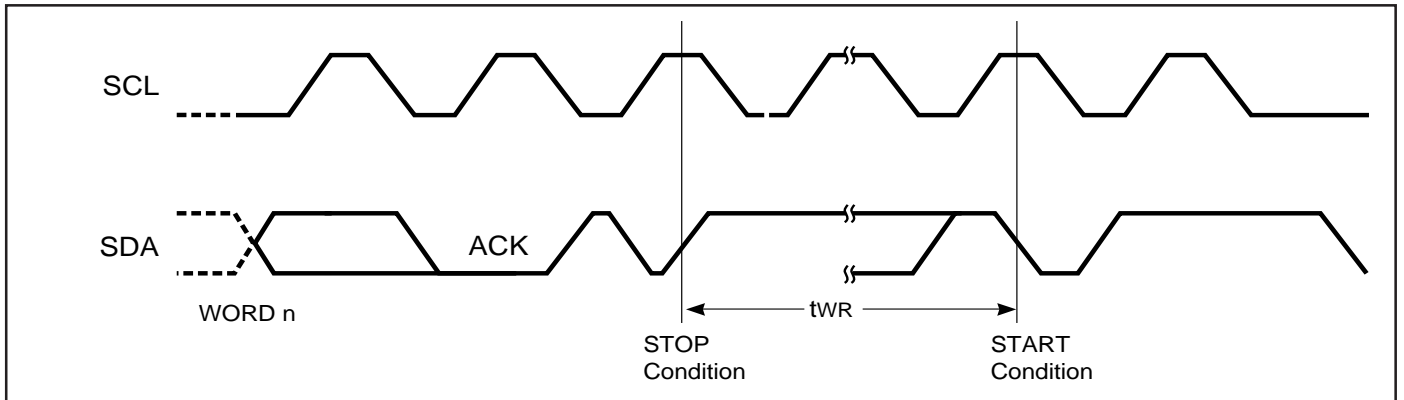 SCL
SDA
ACK
WORD n
tWR
STOP
Condition
START
Condition